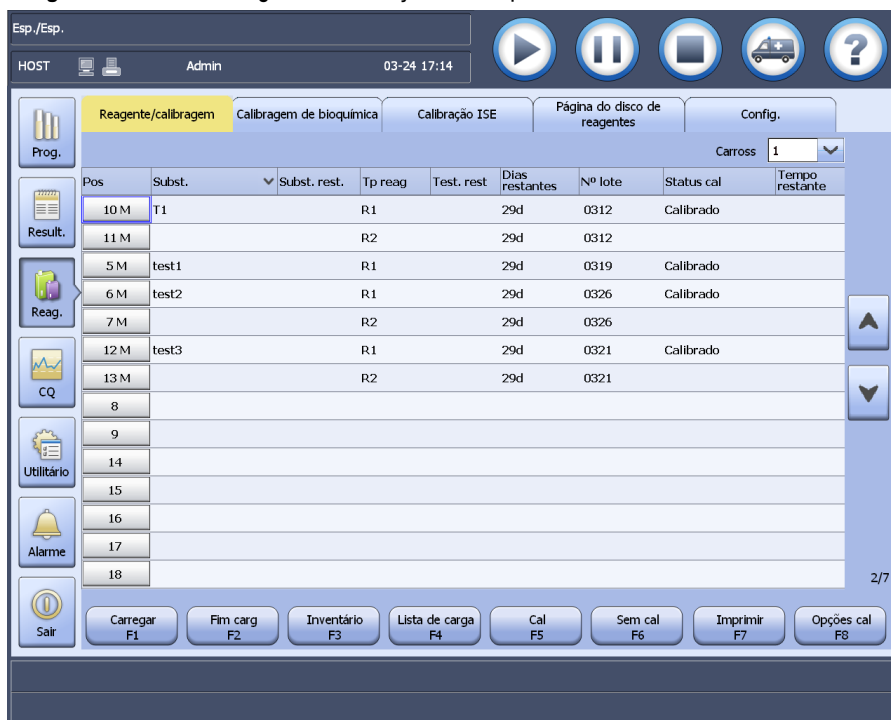 Esp./Esp.
HOST Admin 03-24 17:14
?
Reagente/calibragem Calibragem de bioquímica Calibração ISE Página do disco de reagentes Config.
Prog.
Carross 1
Pos Subst. Subst. rest. Tp reag Test. rest Dias restantes Nº lote Status cal Tempo restante
10 M T1 R1 29d 0312 Calibrado
11 M R2 29d 0312
Result.
5 M test1 R1 29d 0319 Calibrado
6 M test2 R1 29d 0326 Calibrado
Reag.
7 M R2 29d 0326
12 M test3 R1 29d 0321 Calibrado
13 M R2 29d 0321
CQ
8
9
14
Utilitário
15
16
17
Alarme
18
2/7
Sair
Carregar F1
Fim carg F2
Inventário F3
Lista de carga F4
Cal F5
Sem cal F6
Imprimir F7
Opções cal F8